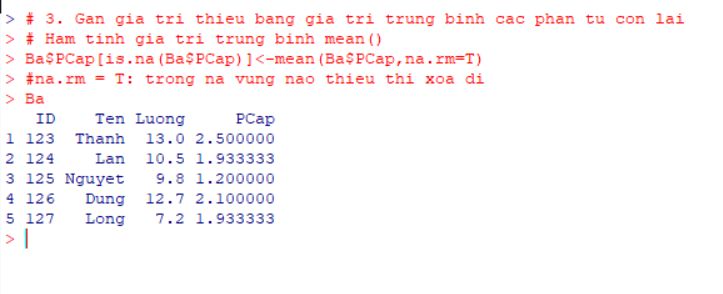 > # 3. Gan gia tri thieu bang gia tri trung binh cac phan tu con lai
> # Ham tinh gia tri trung binh mean()
> Ba$PCap[is.na(Ba$PCap)]<-mean(Ba$PCap,na.rm=T)
> #na.rm = T: trong na vung nao thieu thi xoa di
> Ba
   ID    Ten Luong     PCap
1 123  Thanh  13.0 2.500000
2 124    Lan  10.5 1.933333
3 125 Nguyet   9.8 1.200000
4 126   Dung  12.7 2.100000
5 127   Long   7.2 1.933333
>